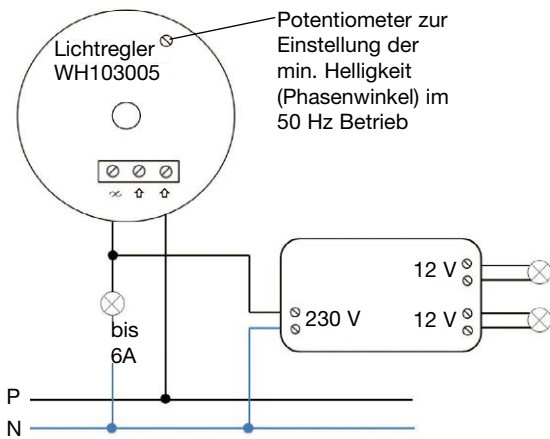 Potentiometer zur
Einstellung der
min. Helligkeit
(Phasenwinkel) im
50 Hz Betrieb
Lichtregler
WH103005
bis
6A
230 V
12 V
12 V
P
N